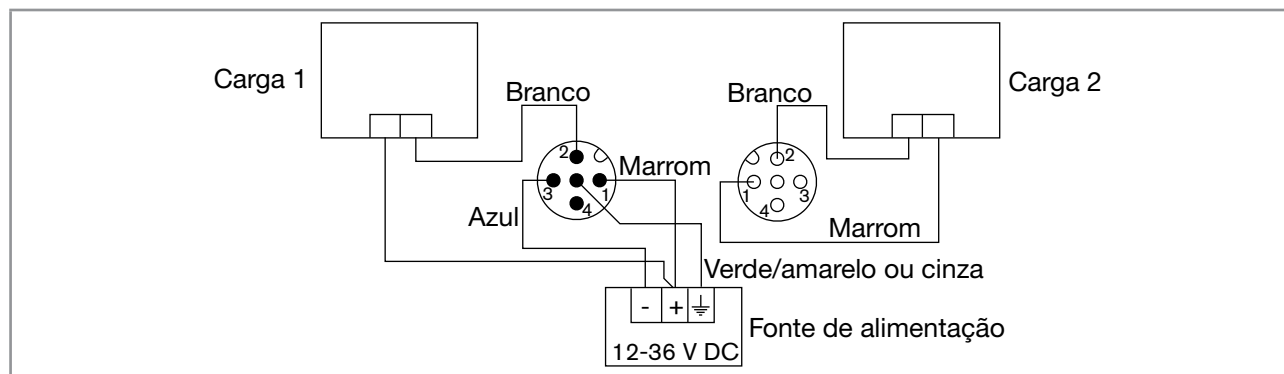 Carga 1
Branco
2
3
1
4
Marrom
Azul
Branco
2
1
3
4
Marrom
Carga 2
Verde/amarelo ou cinza
- +
12-36 V DC
Fonte de alimentação